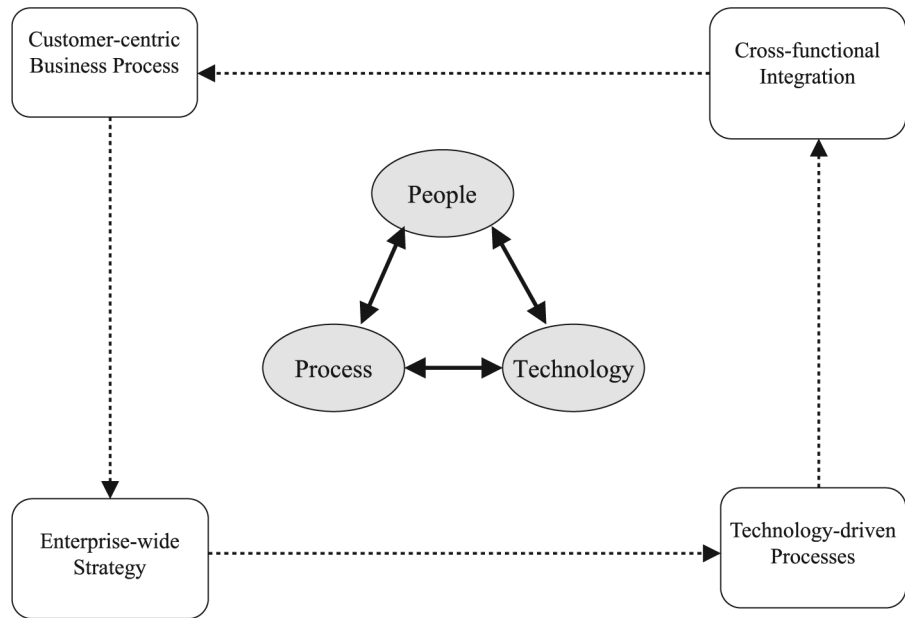 Customer-centric
Business Process
Cross-functional
Integration
People
Process
Technology
Enterprise-wide
Strategy
Technology-driven
Processes